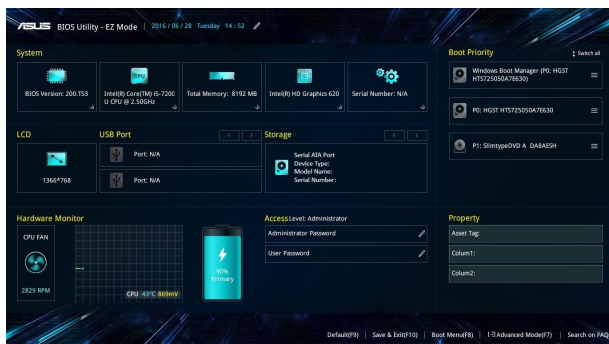 ASUS BIOS Utility - EZ Mode 2016 / 06 / 28 Tuesday 14 : 52
System
BIOS Version: 200.T53
CPU
Intel(R) Core(TM) i5-720C
U CPU @ 2.50GHz
Total Memory: 8192 MB
Intel(R) HD Graphics 620
Serial Number: N/A
Boot Priority
Switch all
Windows Boot Manager (P0: HGST
HTS725050A7E630)
P0: HGST HTS725050A7E630
P1: SlimtypeDVD A DA8AESH
LCD
1366*768
USB Port
Port: N/A
Port: N/A
Storage
Serial ATA Port
Device Type:
Model Name:
Serial Number:
Hardware Monitor
CPU FAN
2829 RPM
CPU 43°C 869mV
90%
Primary
Access Level: Administrator
Administrator Password
User Password
Property
Asset Tag:
Colum1:
Colum2:
Default(F9) | Save & Exit(F10) | Boot Menu(F8) | Advanced Mode(F7) | Search on FAQ